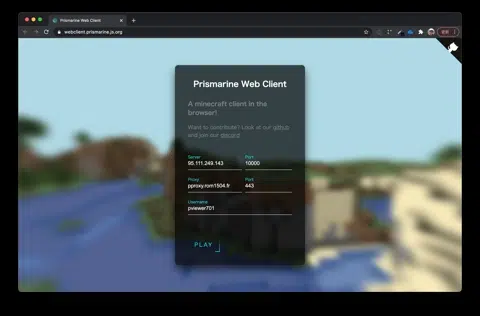 Prismarine Web Client
webclient.prismarine.js.org
Prismarine Web Client
A minecraft client in the
browser!
Want to contribute? Look at our github
and join our discord
Server Port
95.111.249.143 10000
Proxy Port
pproxy.rom1504.fr 443
Username
pviewer701
PLAY